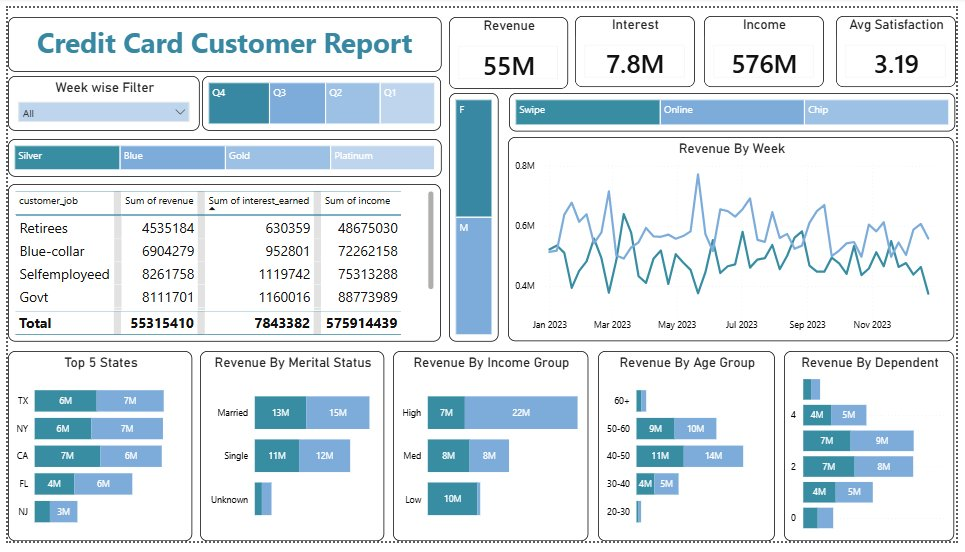 Credit Card Customer Report
Revenue
55M
Interest
7.8M
Income
576M
Avg Satisfaction
3.19
Week wise Filter
All
Q4 Q3 Q2 Q1
Silver Blue Gold Platinum
F
M
Swipe Online Chip
customer_job Sum of revenue Sum of interest_earned Sum of income
Retirees 4535184 630359 48675030
Blue-collar 6904279 952801 72262158
Selfemployeed 8261758 1119742 75313288
Govt 8111701 1160016 88773989
Total 55315410 7843382 575914439
Revenue By Week
0.8M
0.6M
0.4M
Jan 2023 Mar 2023 May 2023 Jul 2023 Sep 2023 Nov 2023
Top 5 States
TX 6M 7M
NY 6M 7M
CA 7M 6M
FL 4M 6M
NJ 3M
Revenue By Merital Status
Married 13M 15M
Single 11M 12M
Unknown
Revenue By Income Group
High 7M 22M
Med 8M 8M
Low 10M
Revenue By Age Group
60+
50-60 9M 10M
40-50 11M 14M
30-40 4M 5M
20-30
Revenue By Dependent
4 4M 5M
7M 9M
2 7M 8M
4M 5M
0